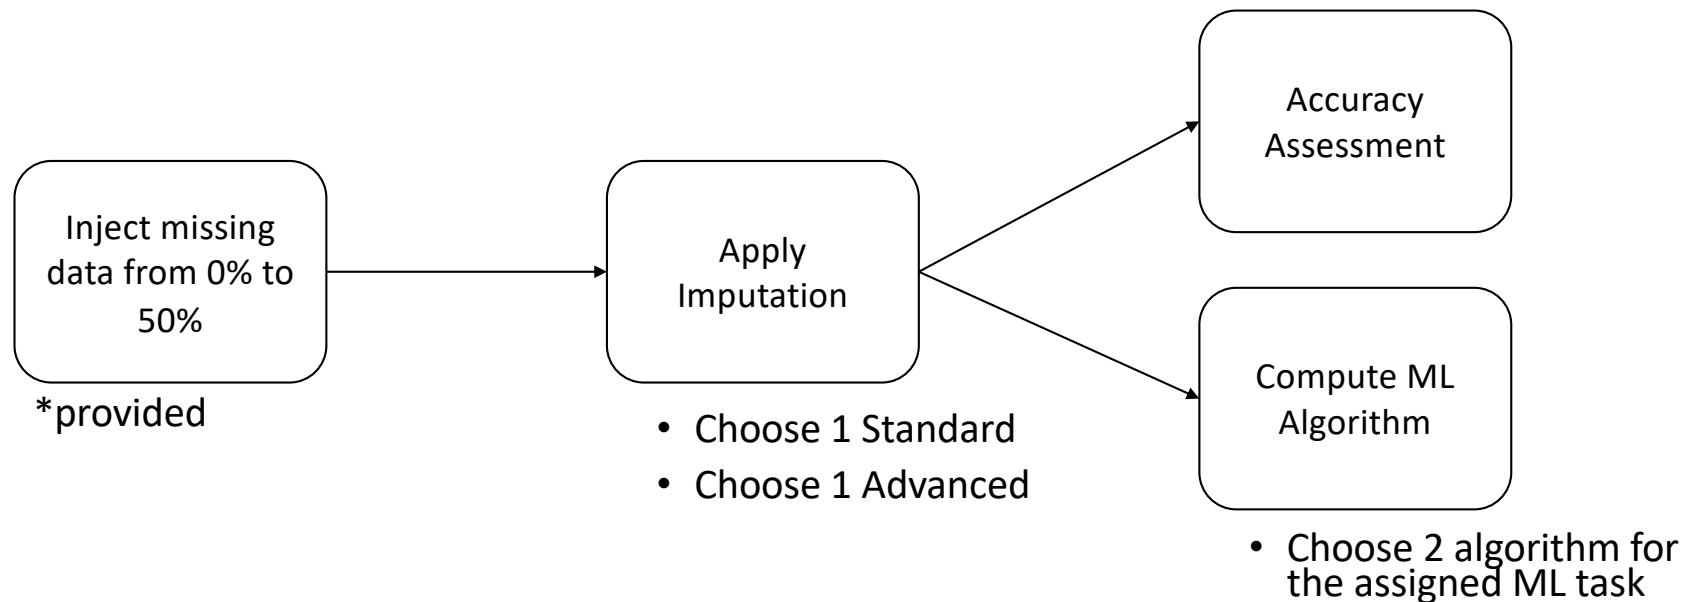 Inject missing
data from 0% to
50%
*provided
Apply
Imputation
• Choose 1 Standard
• Choose 1 Advanced
Accuracy
Assessment
Compute ML
Algorithm
• Choose 2 algorithm for
the assigned ML task